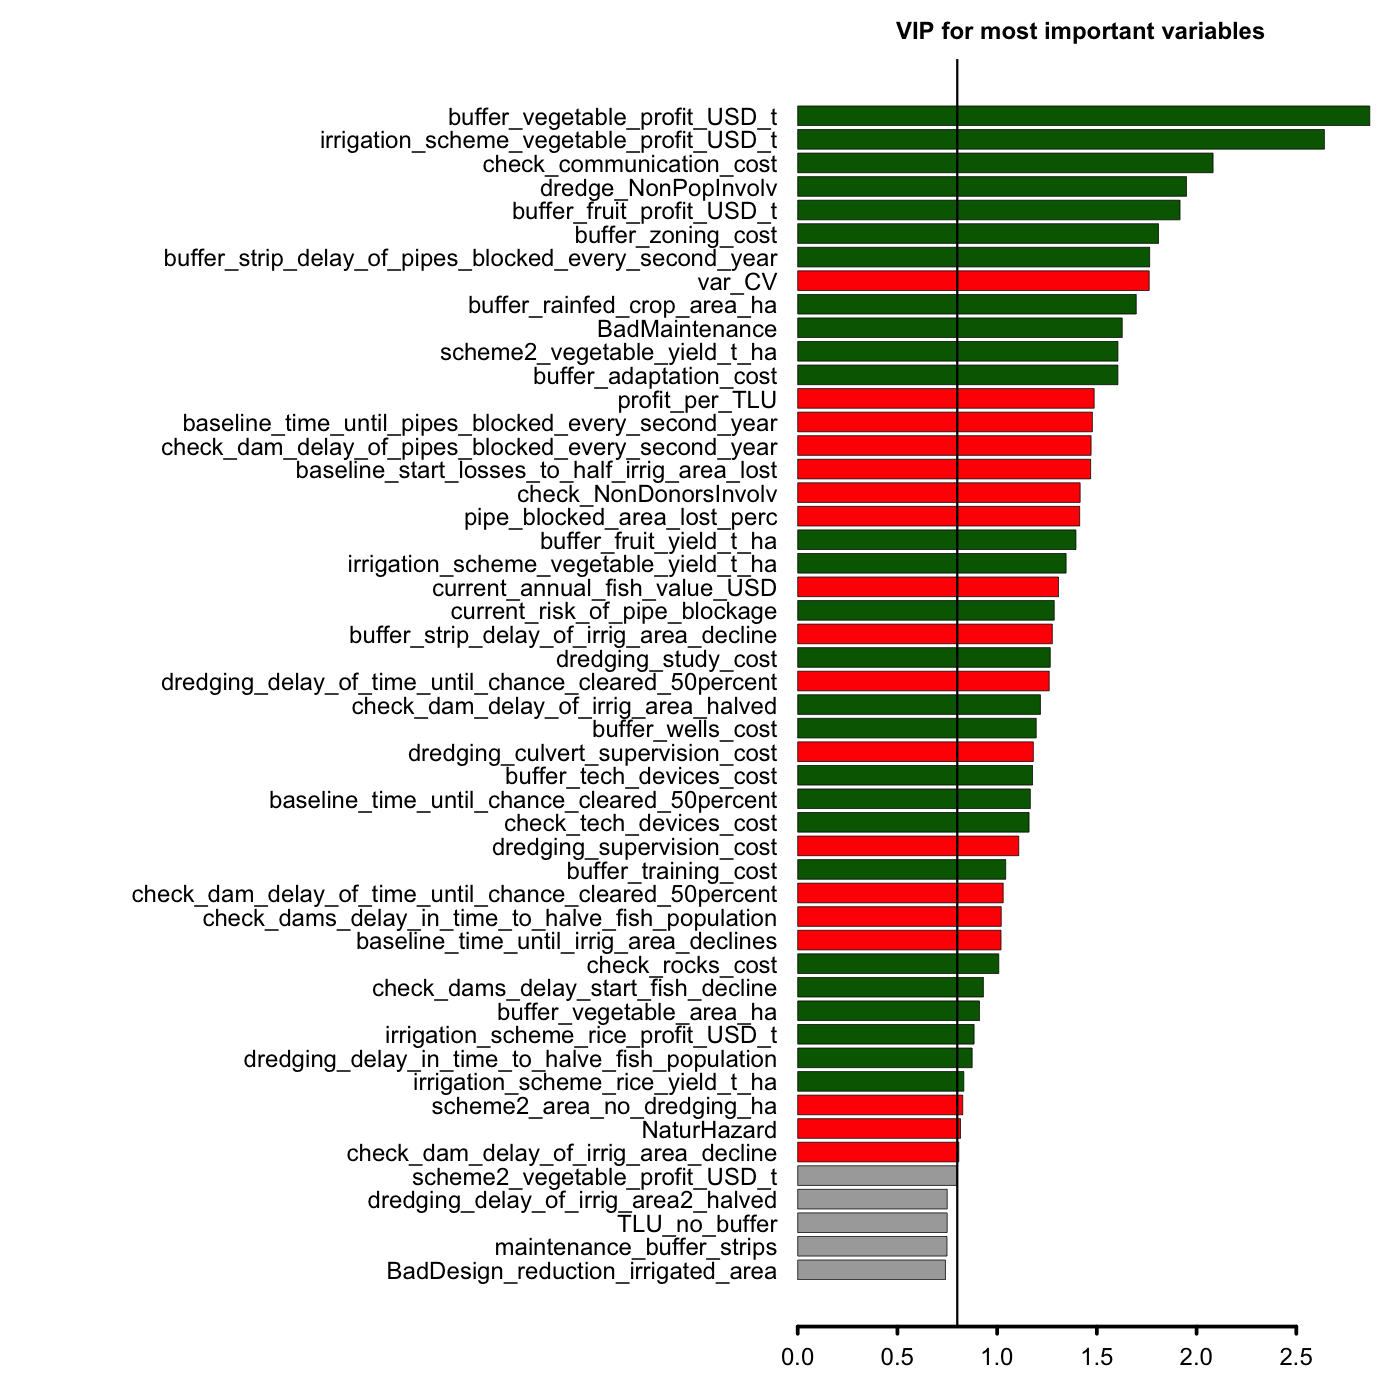 VIP for most important variables
buffer_vegetable_profit_USD_t
irrigation_scheme_vegetable_profit_USD_t
check_communication_cost
dredge_NonPopInvolv
buffer_fruit_profit_USD_t
buffer_zoning_cost
buffer_strip_delay_of_pipes_blocked_every_second_year
var_CV
buffer_rainfed_crop_area_ha
BadMaintenance
scheme2_vegetable_yield_t_ha
buffer_adaptation_cost
profit_per_TLU
baseline_time_until_pipes_blocked_every_second_year
check_dam_delay_of_pipes_blocked_every_second_year
baseline_start_losses_to_half_irrig_area_lost
check_NonDonorsInvolv
pipe_blocked_area_lost_perc
buffer_fruit_yield_t_ha
irrigation_scheme_vegetable_yield_t_ha
current_annual_fish_value_USD
current_risk_of_pipe_blockage
buffer_strip_delay_of_irrig_area_decline
dredging_study_cost
dredging_delay_of_time_until_chance_cleared_50percent
check_dam_delay_of_irrig_area_halved
buffer_wells_cost
dredging_culvert_supervision_cost
buffer_tech_devices_cost
baseline_time_until_chance_cleared_50percent
check_tech_devices_cost
dredging_supervision_cost
buffer_training_cost
check_dam_delay_of_time_until_chance_cleared_50percent
check_dams_delay_in_time_to_halve_fish_population
baseline_time_until_irrig_area_declines
check_rocks_cost
check_dams_delay_start_fish_decline
buffer_vegetable_area_ha
irrigation_scheme_rice_profit_USD_t
dredging_delay_in_time_to_halve_fish_population
irrigation_scheme_rice_yield_t_ha
scheme2_area_no_dredging_ha
NaturHazard
check_dam_delay_of_irrig_area_decline
scheme2_vegetable_profit_USD_t
dredging_delay_of_irrig_area2_halved
TLU_no_buffer
maintenance_buffer_strips
BadDesign_reduction_irrigated_area
0.0 0.5 1.0 1.5 2.0 2.5